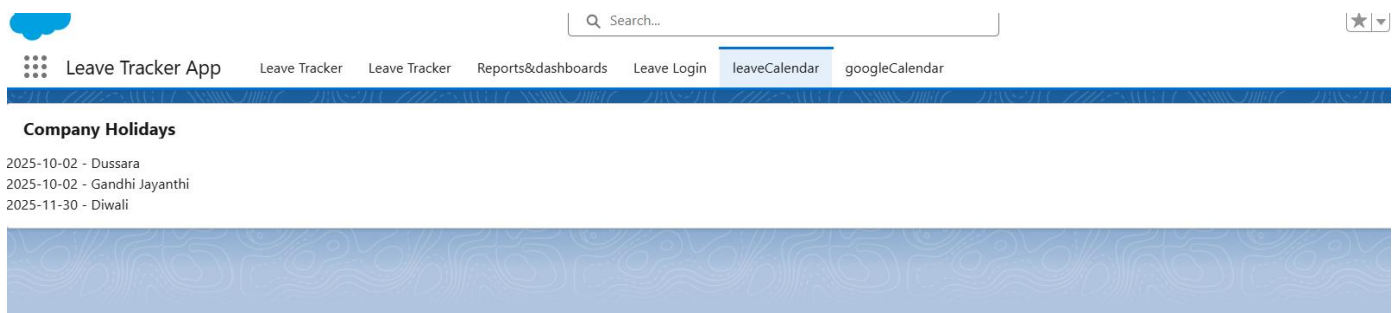 Search...
Leave Tracker App Leave Tracker Leave Tracker Reports&dashboards Leave Login leaveCalendar googleCalendar
Company Holidays
2025-10-02 - Dussara
2025-10-02 - Gandhi Jayanthi
2025-11-30 - Diwali